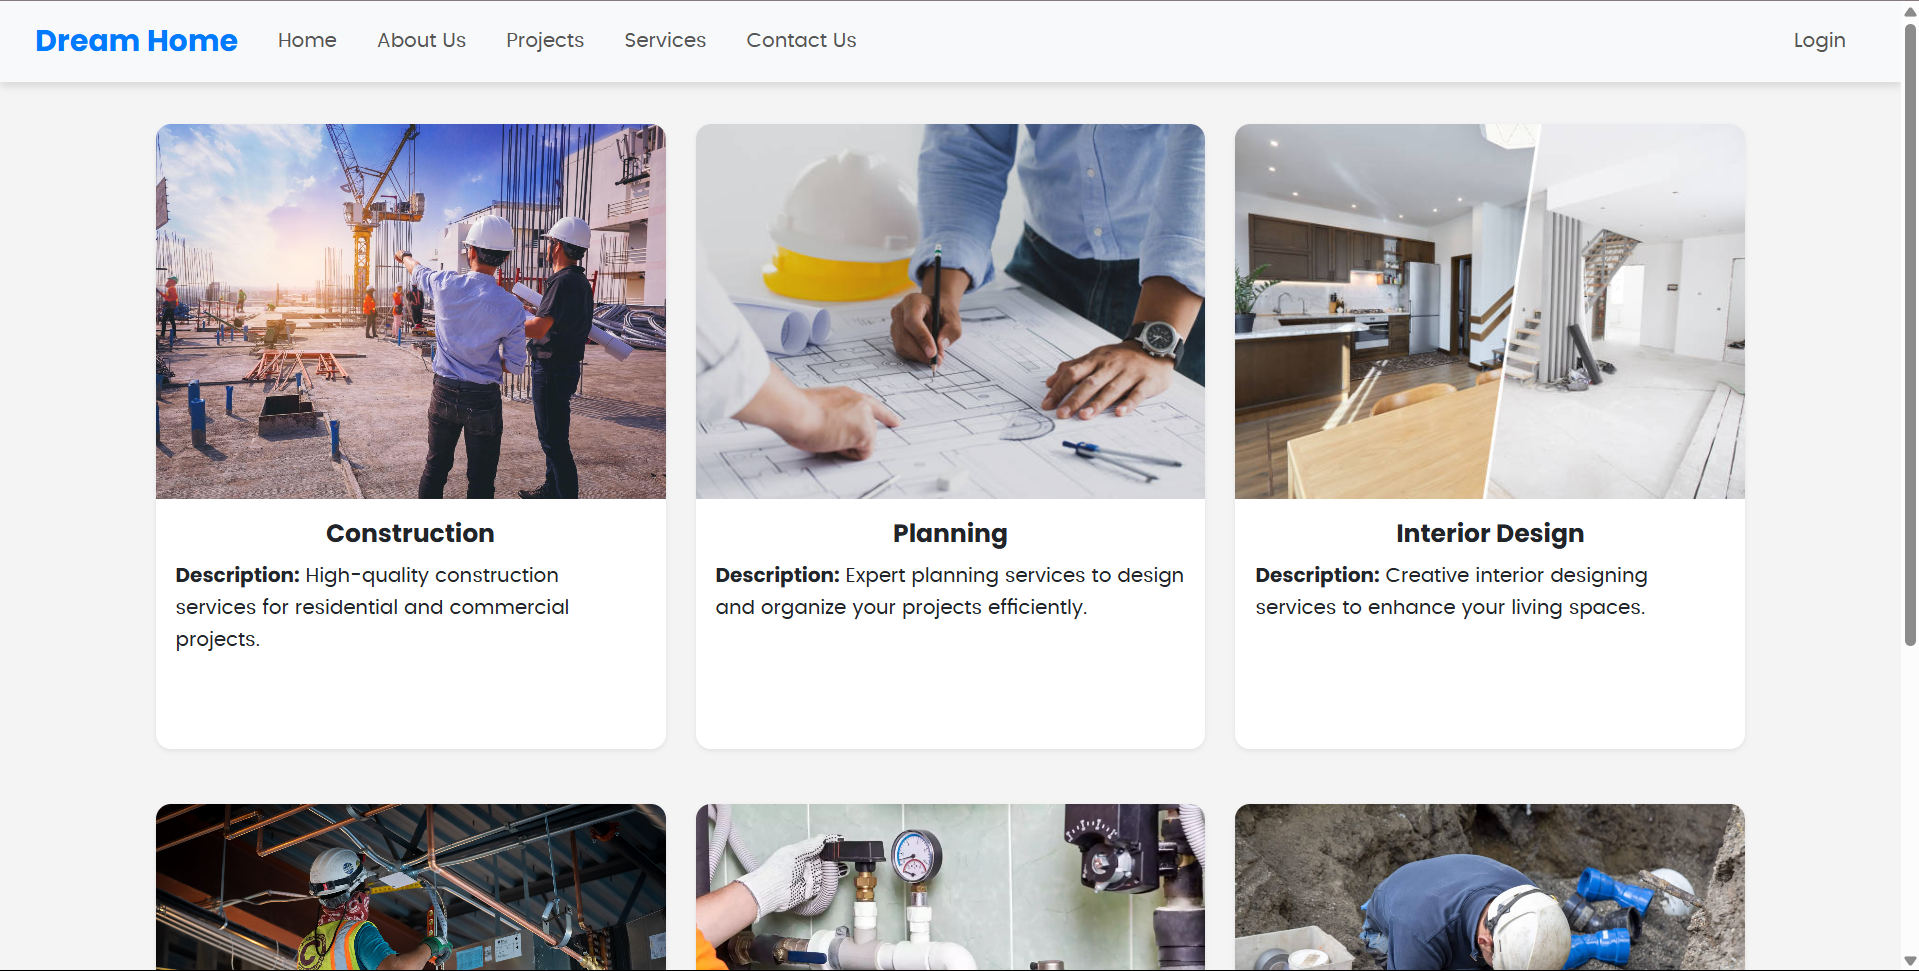 Dream Home Home About Us Projects Services Contact Us Login
Construction
Description: High-quality construction
services for residential and commercial
projects.
Planning
Description: Expert planning services to design
and organize your projects efficiently.
Interior Design
Description: Creative interior designing
services to enhance your living spaces.